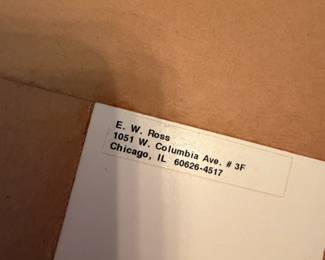 E. W. Ross
1051 W. Columbia Ave. # 3F
Chicago, IL 60626-4517